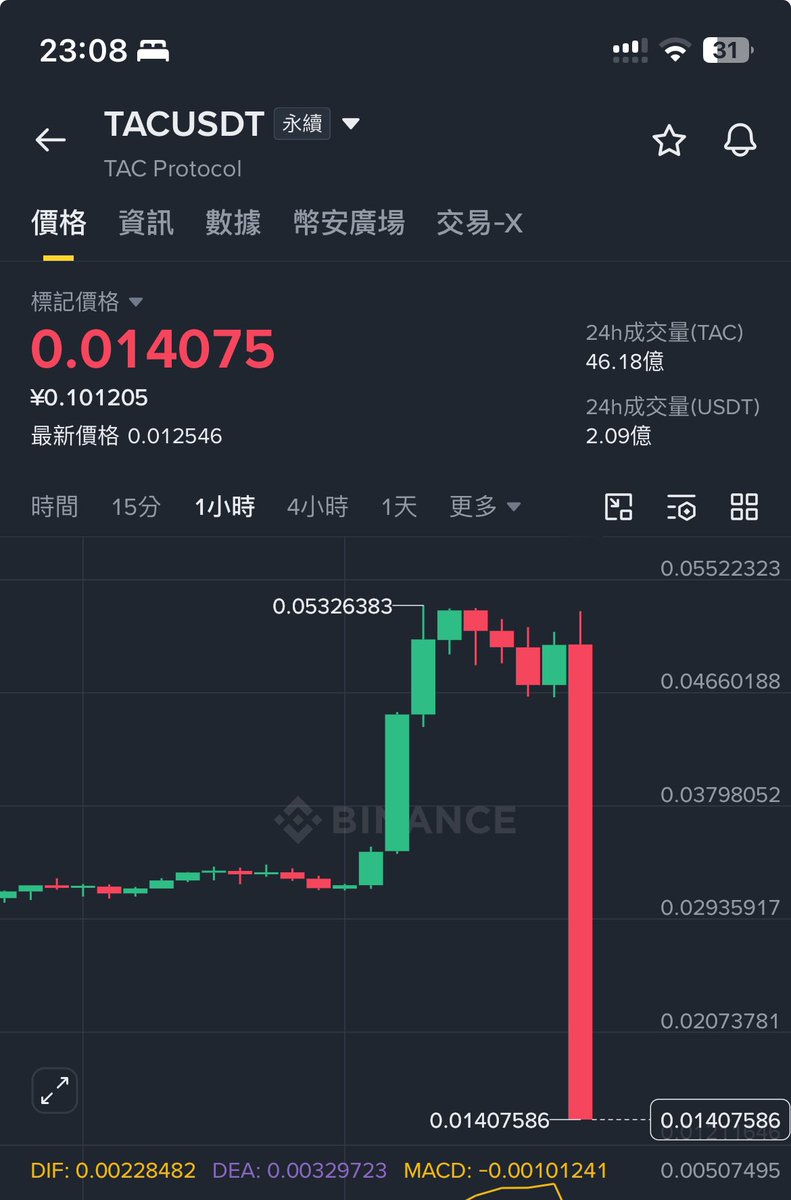 23:08
31
TACUSDT 永續
TAC Protocol
價格 資訊 數據 幣安廣場 交易-X
標記價格
0.014075
¥0.101205
最新價格 0.012546
24h成交量(TAC)
46.18億
24h成交量(USDT)
2.09億
時間 15分 1小時 4小時 1天 更多
0.05522323
0.05326383
0.04660188
0.03798052
BINANCE
0.02935917
0.02073781
0.01407586
0.01407586
DIF: 0.00228482 DEA: 0.00329723 MACD: -0.00101241
0.00507495